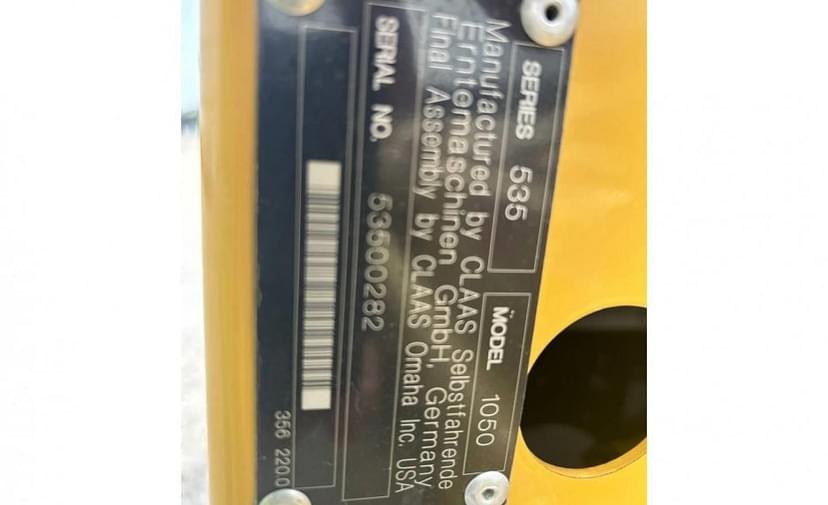 SERIES 535 MODEL 1050
Manufactured by CLAAS Selbstfahrende
Erntemaschinen GmbH, Germany
Final Assembly by CLAAS Omaha Inc. USA
SERIAL NO. 53500282
356 220.0